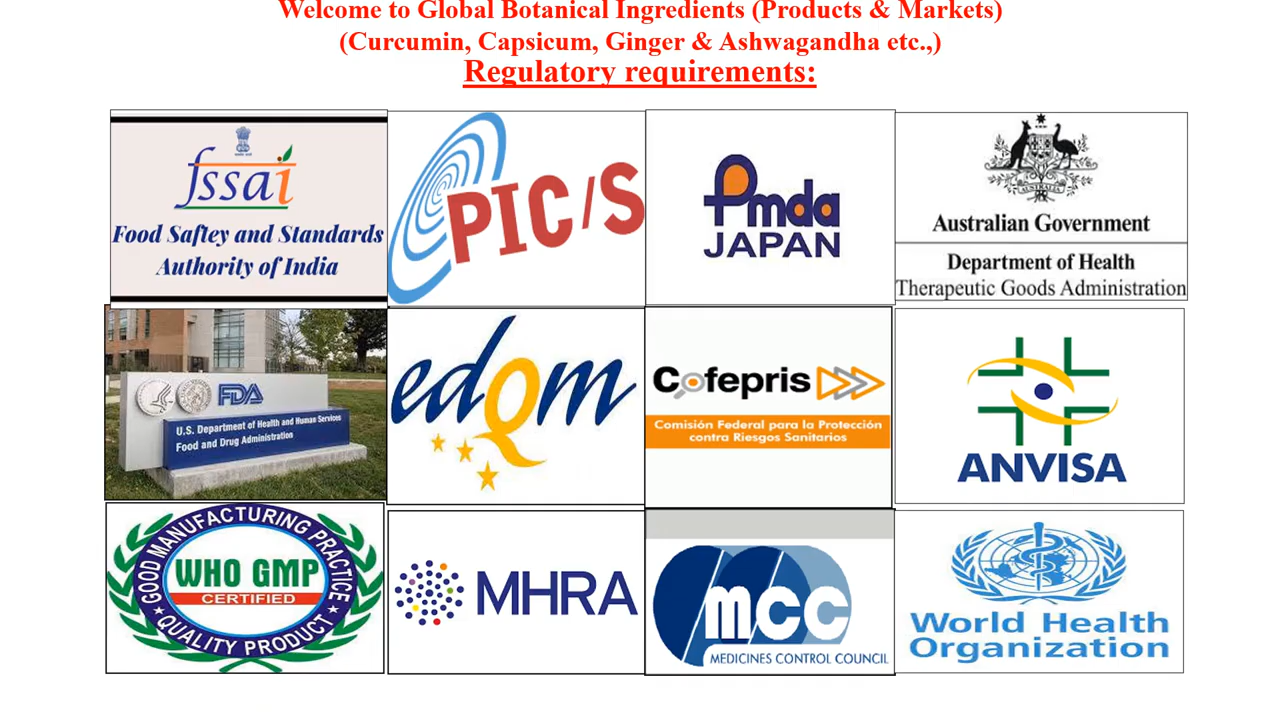 Welcome to Global Botanical Ingredients (Products & Markets)
(Curcumin, Capsicum, Ginger & Ashwagandha etc.,)
Regulatory requirements:
fssai
Food Saftey and Standards
Authority of India
PIC/S
Pmda
JAPAN
AUSTRALIA
Australian Government
Department of Health
Therapeutic Goods Administration
FDA
U.S. Department of Health and Human Services
Food and Drug Administration
edQm
Cofepris
Comisión Federal para la Protección
contra Riesgos Sanitarios
ANVISA
GOOD MANUFACTURING PRACTICE
WHO GMP
CERTIFIED
QUALITY PRODUCT
MHRA
mcc
MEDICINES CONTROL COUNCIL
World Health
Organization